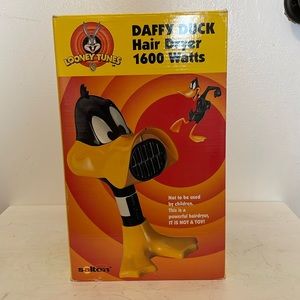 DAFFY DUCK
Hair Dryer
1600 Watts
LOONEY TUNES
Not to be used
by children.
This is a
powerful hairdryer,
IT IS NOT A TOY!
salton